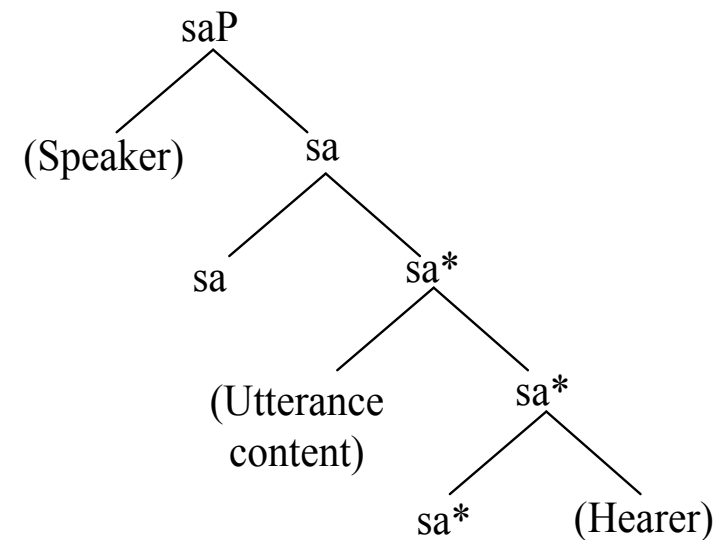 saP
(Speaker)
sa
sa
sa*
(Utterance
content)
sa*
sa*
(Hearer)